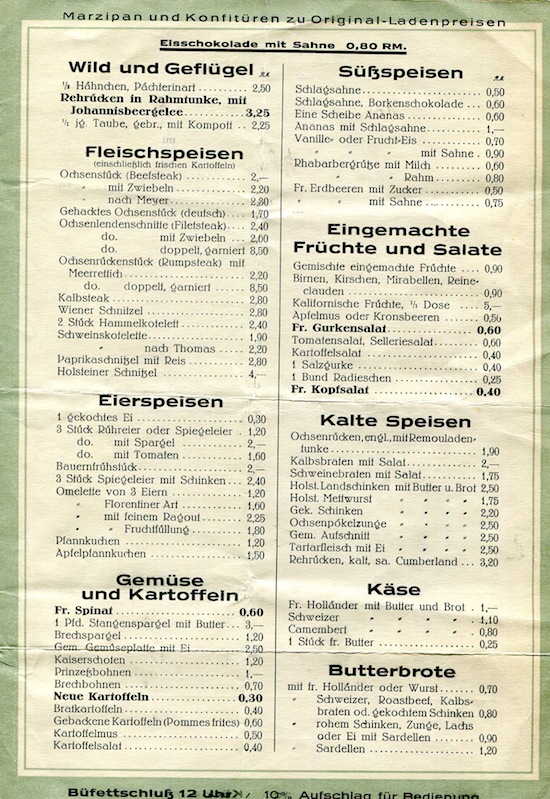 Marzipan und Konfitüren zu Original-Ladenpreisen
Eisschokolade mit Sahne 0,80 RM.
Wild und Geflügel
½ Hähnchen, Pächterinart 2,50
Rehrücken in Rahmtunke, mit
Johannisbeergelee 3,25
¹/₁ jg. Taube, gebr., mit Kompott 2,25
Fleischspeisen
(einschließlich frischen Kartoffeln)
Ochsenstück (Beefsteak) 2,—
„ mit Zwiebeln 2,20
„ nach Meyer 2,80
Gehacktes Ochsenstück (deutsch) 1,70
Ochsenlendenschnitte (Filetsteak) 2,40
do. mit Zwiebeln 2,60
do. doppelt, garniert 8,50
Ochsenrückenstück (Rumpsteak) mit
Meerrettich 2,20
do. doppelt, garniert 8,50
Kalbsteak 2,80
Wiener Schnitzel 2,80
2 Stück Hammelkotelett 2,40
Schweinskotelette 1,90
„ nach Thomas 2,20
Paprikaschnitzel mit Reis 2,80
Holsteiner Schnitzel 4,—
Eierspeisen
1 gekochtes Ei 0,30
3 Stück Rühreier oder Spiegeleier 1,20
do. mit Spargel 2,—
do. mit Tomaten 1,60
Bauernfrühstück 2,—
3 Stück Spiegeleier mit Schinken 2,40
Omelette von 3 Eiern 1,20
„ Florentiner Art 1,60
„ mit feinem Ragout 2,25
„ „ Fruchtfüllung 1,80
Pfannkuchen 1,20
Apfelpfannkuchen 1,50
Gemüse
und Kartoffeln
Fr. Spinat 0,60
1 Pfd. Stangenspargel mit Butter 3,—
Brechspargel 1,20
Gem. Gemüseplatte mit Ei 2,50
Kaiserschoten 1,20
Prinzeßbohnen 1,—
Brechbohnen 0,70
Neue Kartoffeln 0,30
Bratkartoffeln 0,40
Gebackene Kartoffeln (Pommes frites) 0,60
Kartoffelmus 0,50
Kartoffelsalat 0,40
Süßspeisen
Schlagsahne 0,50
Schlagsahne, Borkenschokolade 0,60
Eine Scheibe Ananas 0,60
Ananas mit Schlagsahne 1,—
Vanille- oder Frucht-Eis 0,70
„ „ „ mit Sahne 0,90
Rhabarbergrütze mit Milch 0,60
„ „ Rahm 0,80
Fr. Erdbeeren mit Zucker 0,50
„ „ mit Sahne 0,75
Eingemachte
Früchte und Salate
Gemischte eingemachte Früchte 0,90
Birnen, Kirschen, Mirabellen, Reine-
clauden 0,90
Kalifornische Früchte, ¹/₁ Dose 5,—
Apfelmus oder Kronsbeeren 0,50
Fr. Gurkensalat 0,60
Tomatensalat, Selleriesalat 0,60
Kartoffelsalat 0,40
1 Salzgurke 0,40
1 Bund Radieschen 0,25
Fr. Kopfsalat 0,40
Kalte Speisen
Ochsenrücken, engl., mit Remouladen-
tunke 1,90
Kalbsbraten mit Salat 2,—
Schweinebraten mit Salat 1,75
Holst. Landschinken mit Butter u. Brot 2,50
Holst. Mettwurst „ „ „ 1,75
Gek. Schinken „ „ „ 2,20
Ochsenpökelzunge „ „ „ 2,50
Gem. Aufschnitt „ „ „ 2,50
Tartarfleisch mit Ei „ „ „ 2,50
Rehrücken, kalt, sa. Cumberland 3,20
Käse
Fr. Holländer mit Butter und Brot 1,—
Schweizer „ „ „ „ 1,10
Camembert „ „ „ „ 0,80
1 Stück fr. Butter 0,25
Butterbrote
mit fr. Holländer oder Wurst 0,70
„ Schweizer, Roastbeef, Kalbs-
braten od. gekochtem Schinken 0,80
„ rohem Schinken, Zunge, Lachs
oder Ei mit Sardellen 0,90
„ Sardellen 1,20
Büfettschluß 12 Uhr / 10% Aufschlag für Bedienung